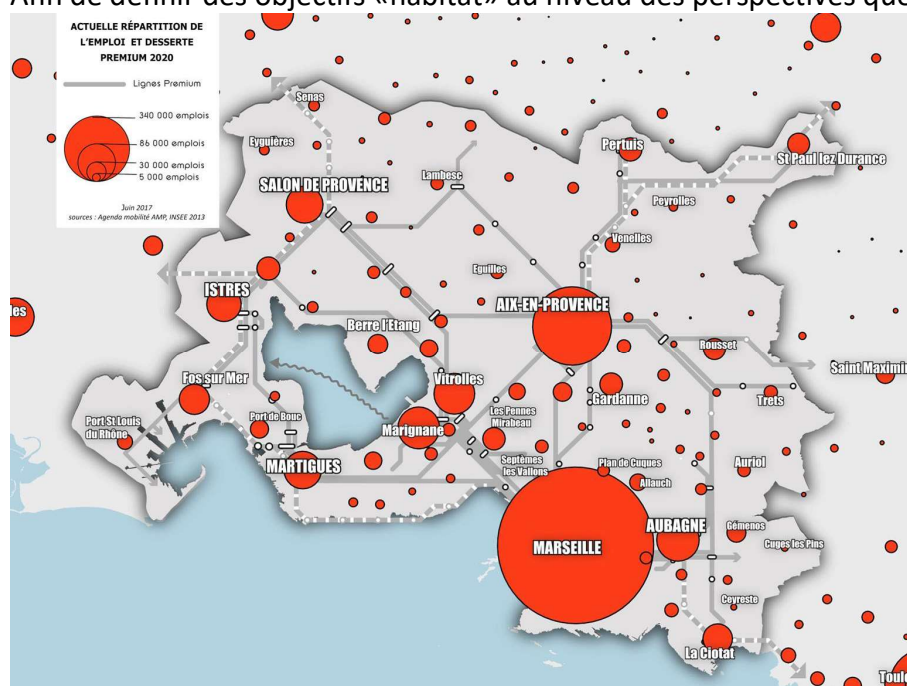 Afin de définir des objectifs «habitat» au niveau des perspectives que
ACTUELLE RÉPARTITION DE
L'EMPLOI ET DESSERTE
PREMIUM 2020
Lignes Premium
340 000 emplois
86 000 emplois
30 000 emplois
5 000 emplois
Juin 2017
sources : Agenda mobilité AMP, INSEE 2013
Senas
Eyguières
Pertuis
St Paul lez Durance
SALON DE PROVENCE
Lambesc
Peyrolles
Venelles
Eguilles
ISTRES
AIX-EN-PROVENCE
les
Berre l'Etang
Rousset
Saint Maximin
Fos sur Mer
Vitrolles
Gardanne
Trets
Port St Louis
du Rhône
Port de Bouc
Marignane
Les Pennes
Mirabeau
MARTIGUES
Septèmes
les Vallons
Plan de Cuques
Allauch
Auriol
MARSEILLE
AUBAGNE
Gémenos
Cuges les Pins
Ceyreste
La Ciotat
Toulo